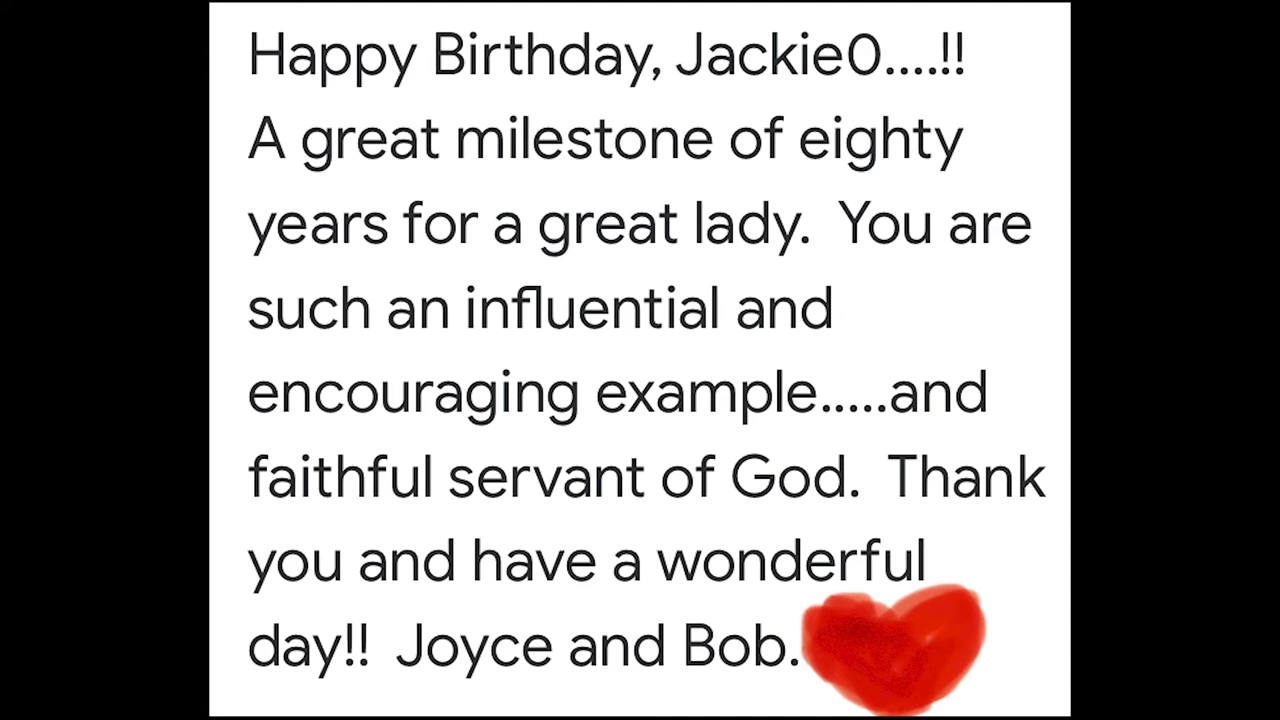 Happy Birthday, Jackie0....!!
A great milestone of eighty
years for a great lady.  You are
such an influential and
encouraging example.....and
faithful servant of God.  Thank
you and have a wonderful
day!!  Joyce and Bob.